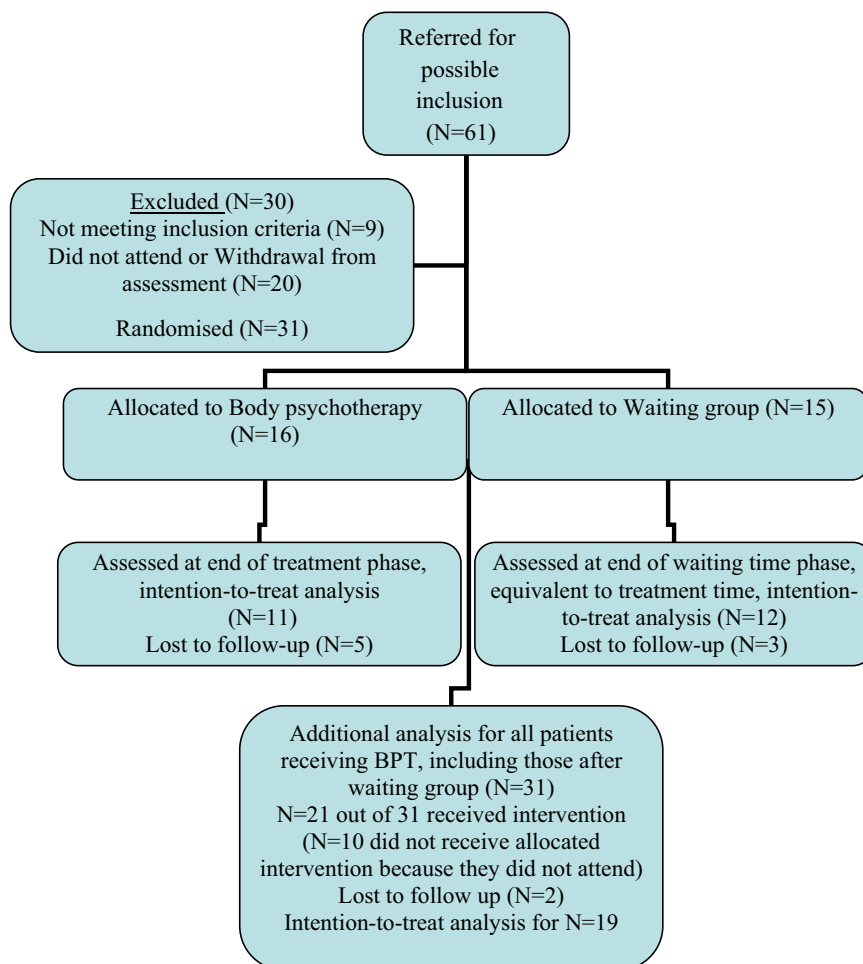 Referred for
possible
inclusion
(N=61)
Excluded (N=30)
Not meeting inclusion criteria (N=9)
Did not attend or Withdrawal from
assessment (N=20)
Randomised (N=31)
Allocated to Body psychotherapy
(N=16)
Allocated to Waiting group (N=15)
Assessed at end of treatment phase,
intention-to-treat analysis
(N=11)
Lost to follow-up (N=5)
Assessed at end of waiting time phase,
equivalent to treatment time, intention-
to-treat analysis (N=12)
Lost to follow-up (N=3)
Additional analysis for all patients
receiving BPT, including those after
waiting group (N=31)
N=21 out of 31 received intervention
(N=10 did not receive allocated
intervention because they did not attend)
Lost to follow up (N=2)
Intention-to-treat analysis for N=19